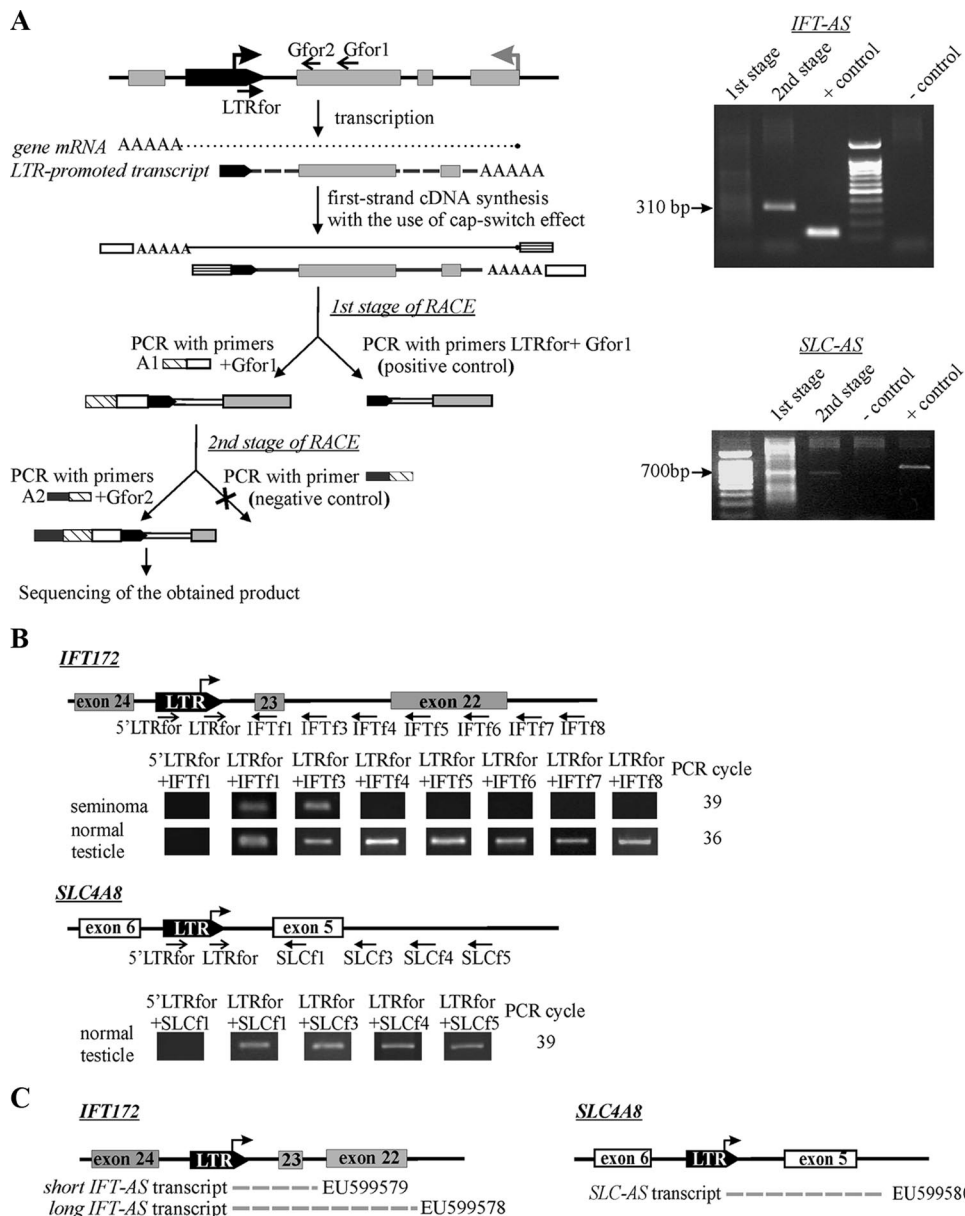 A
Gfor2 Gfor1
LTRfor
transcription
gene mRNA AAAAA
LTR-promoted transcript AAAAA
first-strand cDNA synthesis
with the use of cap-switch effect
AAAAA
AAAAA
1st stage of RACE
PCR with primers
A1 +Gfor1
PCR with primers LTRfor+ Gfor1
(positive control)
2nd stage of RACE
PCR with primers
A2 +Gfor2
PCR with primer
(negative control)
Sequencing of the obtained product
IFT-AS
1st stage
2nd stage
+ control
- control
310 bp
SLC-AS
1st stage
2nd stage
- control
+ control
700bp
B
IFT172
exon 24 LTR 23 exon 22
5'LTRfor LTRfor IFTf1 IFTf3 IFTf4 IFTf5 IFTf6 IFTf7 IFTf8
5'LTRfor LTRfor LTRfor LTRfor LTRfor LTRfor LTRfor LTRfor PCR cycle
+IFTf1 +IFTf1 +IFTf3 +IFTf4 +IFTf5 +IFTf6 +IFTf7 +IFTf8
seminoma 39
normal
testicle 36
SLC4A8
exon 6 LTR exon 5
5'LTRfor LTRfor SLCf1 SLCf3 SLCf4 SLCf5
5'LTRfor LTRfor LTRfor LTRfor LTRfor PCR cycle
+SLCf1 +SLCf1 +SLCf3 +SLCf4 +SLCf5
normal
testicle 39
C
IFT172
exon 24 LTR 23 exon 22
short IFT-AS transcript EU599579
long IFT-AS transcript EU599578
SLC4A8
exon 6 LTR exon 5
SLC-AS transcript EU599580